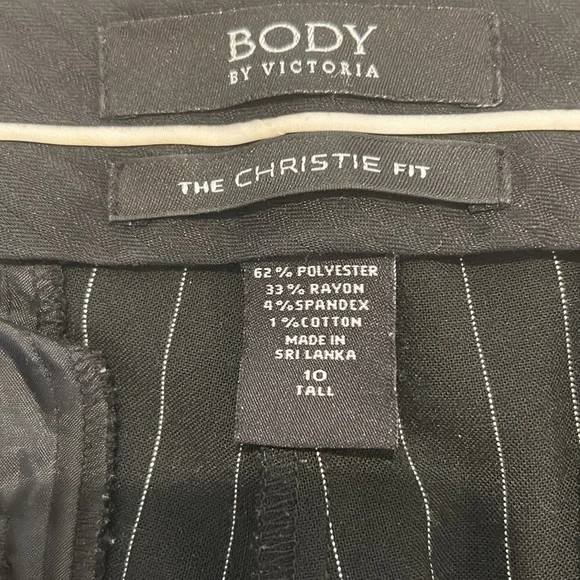 BODY
BY VICTORIA
THE CHRISTIE FIT
62% POLYESTER
33% RAYON
4%SPANDEX
1%COTTON
MADE IN
SRI LANKA
10
TALL